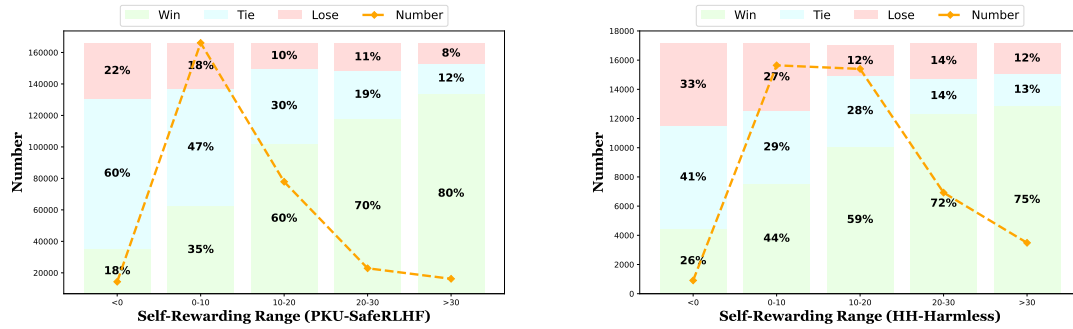 Win Tie Lose Number
Number
160000
140000
120000
100000
80000
60000
40000
20000
22% 18% 10% 11% 8%
60% 47% 30% 19% 12%
18% 35% 60% 70% 80%
<0 0-10 10-20 20-30 >30
Self-Rewarding Range (PKU-SafeRLHF)
Win Tie Lose Number
Number
18000
16000
14000
12000
10000
8000
6000
4000
2000
0
33% 27% 12% 14% 12%
41% 29% 28% 14% 13%
26% 44% 59% 72% 75%
<0 0-10 10-20 20-30 >30
Self-Rewarding Range (HH-Harmless)